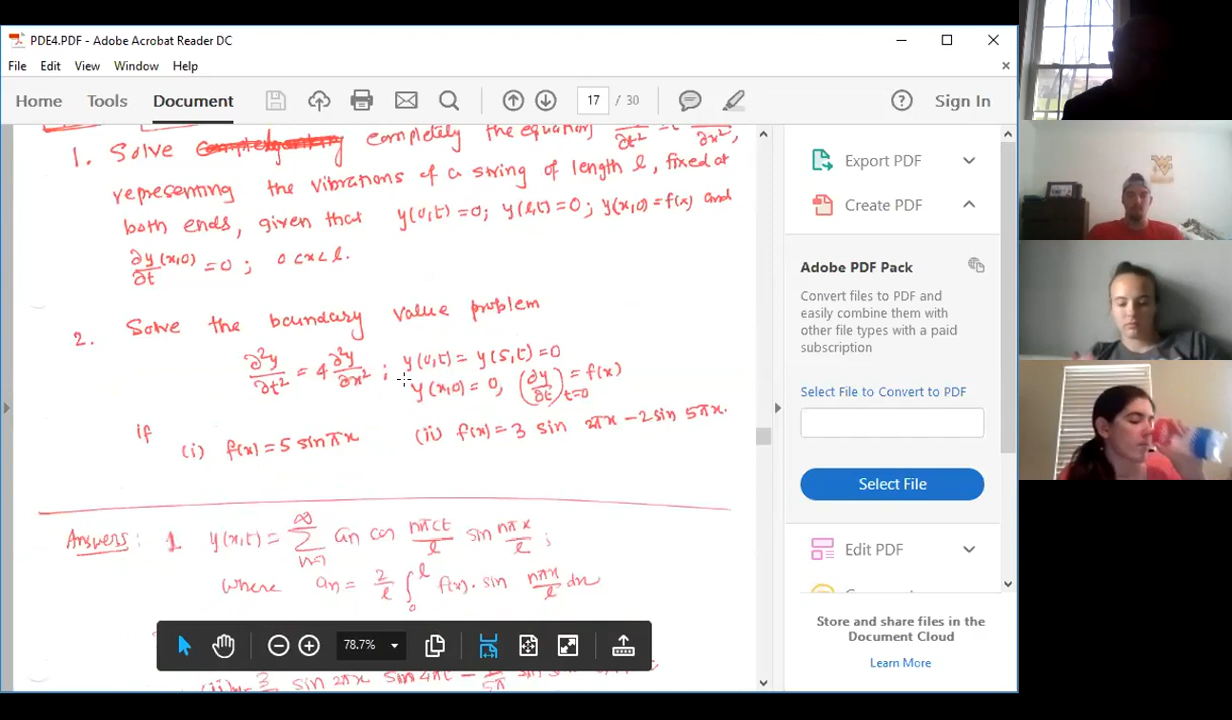 PDE4.PDF - Adobe Acrobat Reader DC
File Edit View Window Help
Home Tools Document 17 / 30 Sign In
1. Solve completely the equation ∂t² ∂x²,
representing the vibrations of a string of length l, fixed at
both ends, given that y(0,t)=0; y(l,t)=0; y(x,0)=f(x) and
∂y/∂t (x,0) = 0; 0<x<l.
2. Solve the boundary value problem
∂²y/∂t² = 4 ∂²y/∂x² ; y(0,t) = y(5,t) = 0
y(x,0) = 0, (∂y/∂t)t=0 = f(x)
if (i) f(x) = 5 sin πx (ii) f(x) = 3 sin 2πx - 2 sin 5πx.
Answers: 1. y(x,t) = ∑ n=1 ∞ an cos nπct/l sin nπx/l ;
where an = 2/l ∫₀ˡ f(x). sin nπx/l dx
78.7%
sin 2πx sin 4πt -
5π
Export PDF
Create PDF
Adobe PDF Pack
Convert files to PDF and
easily combine them with
other file types with a paid
subscription
Select File to Convert to PDF
Select File
Edit PDF
Store and share files in the
Document Cloud
Learn More